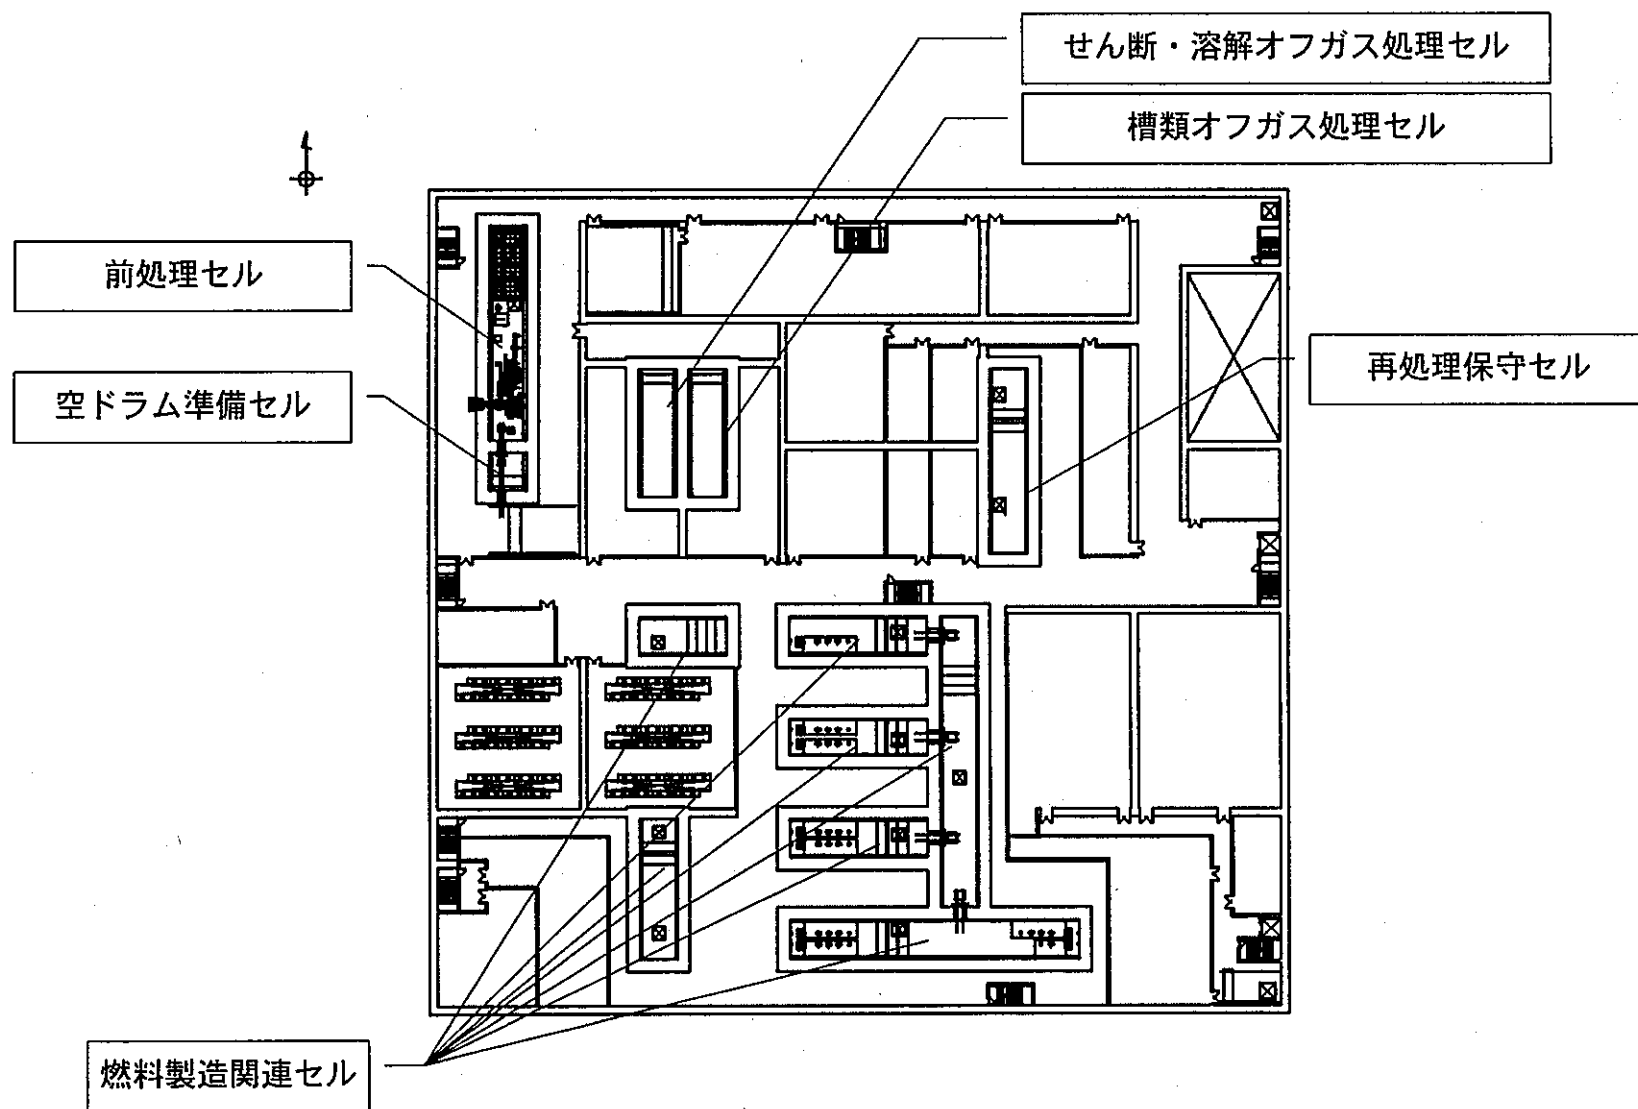 せん断・溶解オフガス処理セル
槽類オフガス処理セル
前処理セル
再処理保守セル
空ドラム準備セル
燃料製造関連セル